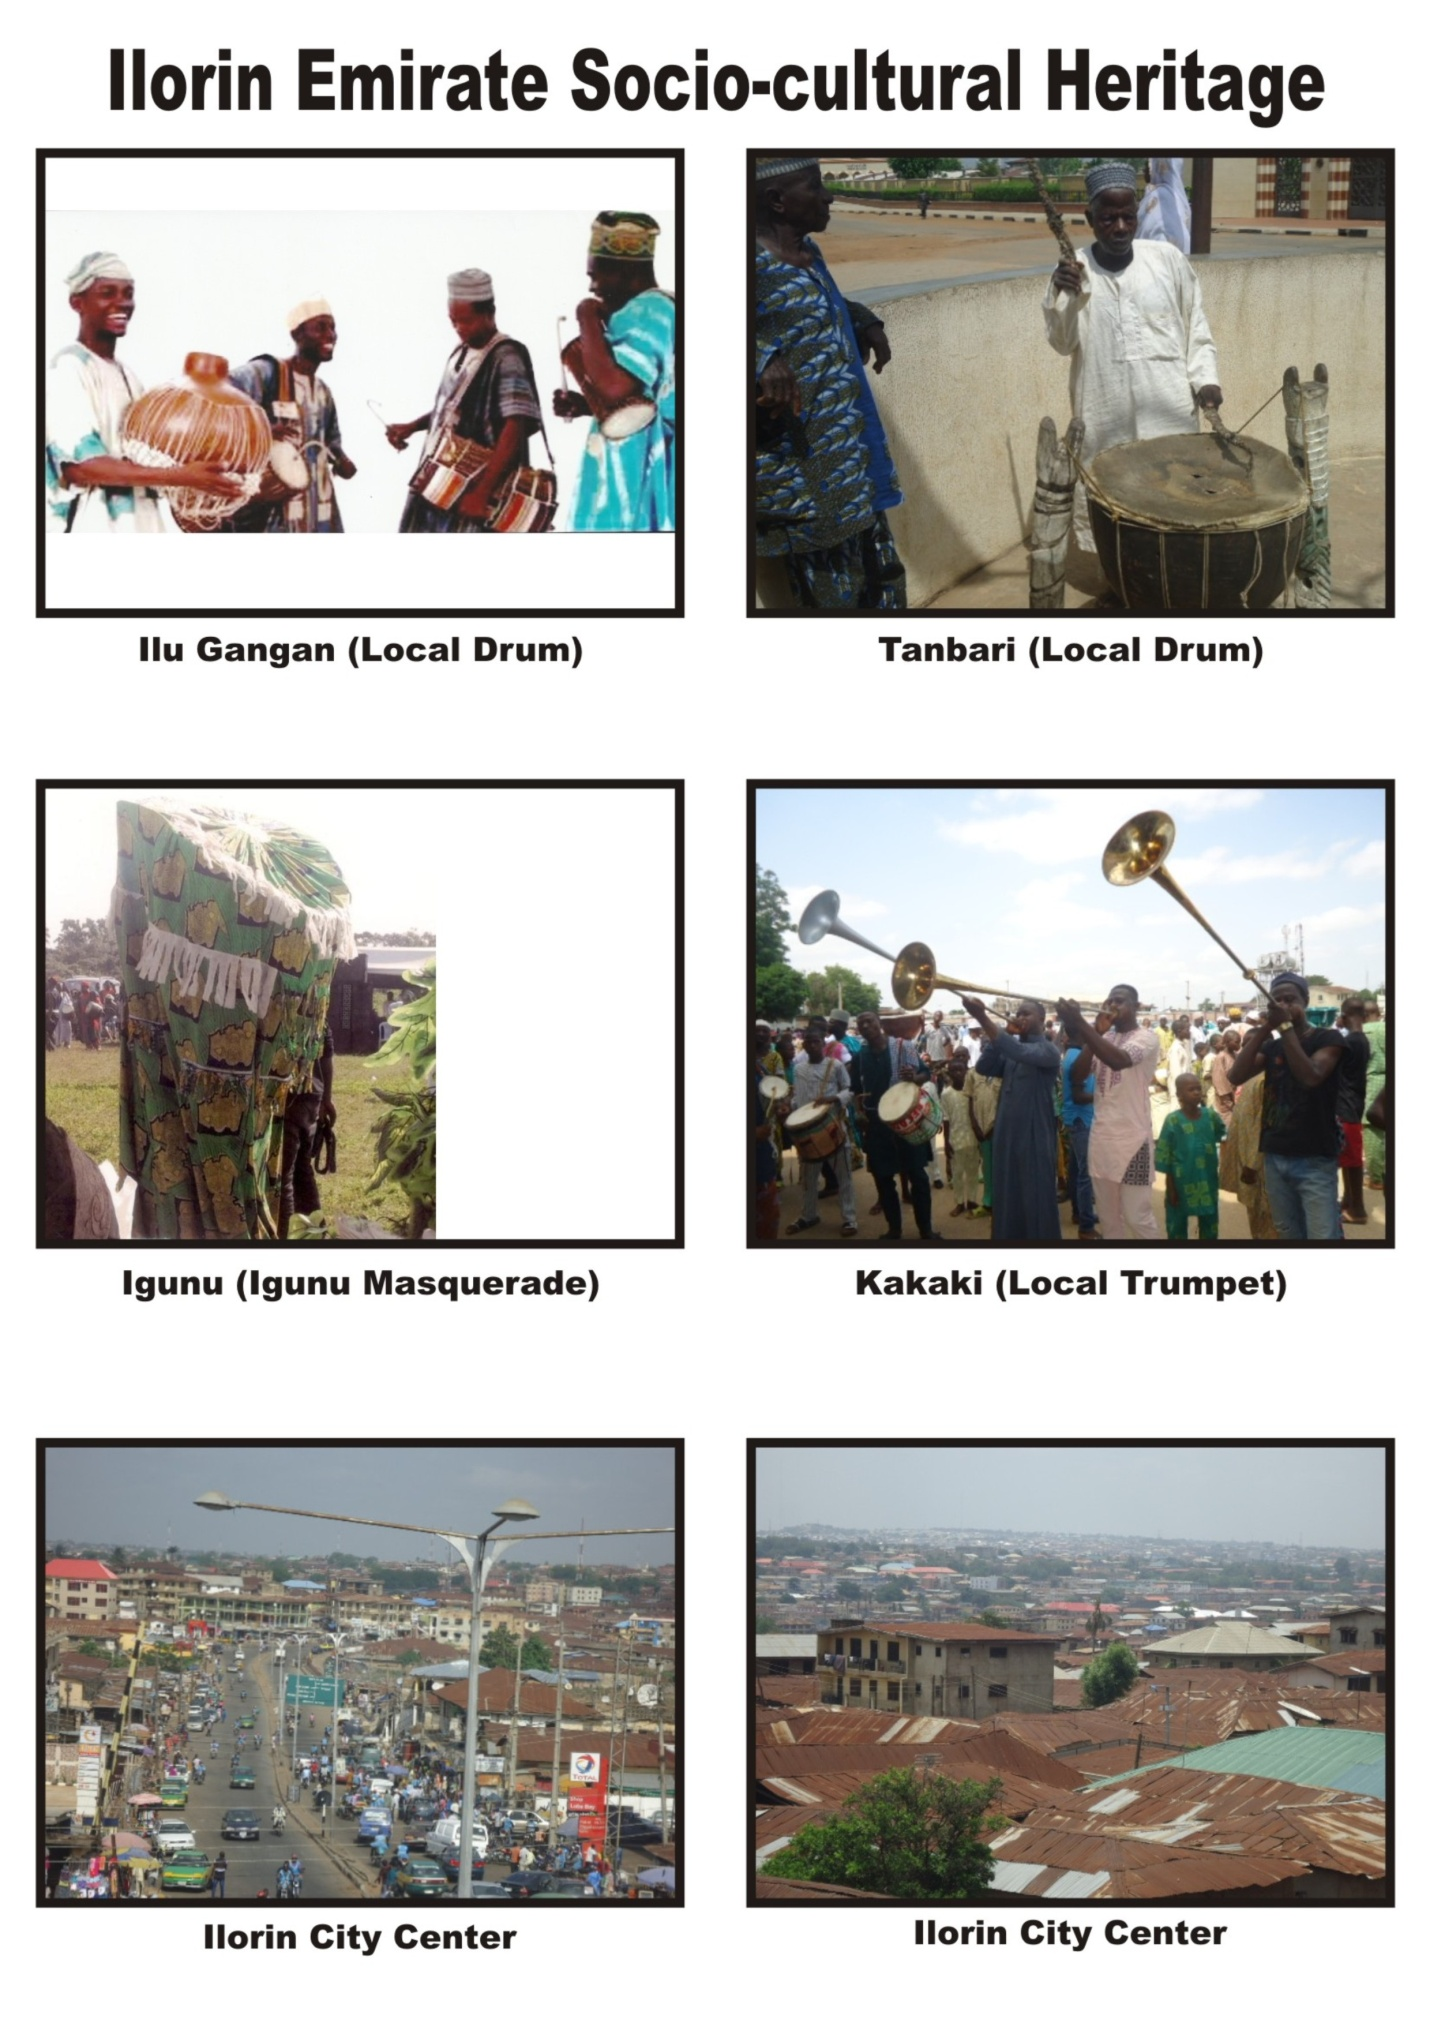 Ilorin Emirate Socio-cultural Heritage
Ilu Gangan (Local Drum)
Tanbari (Local Drum)
Igunu (Igunu Masquerade)
Kakaki (Local Trumpet)
TOTAL
Ilorin City Center
Ilorin City Center